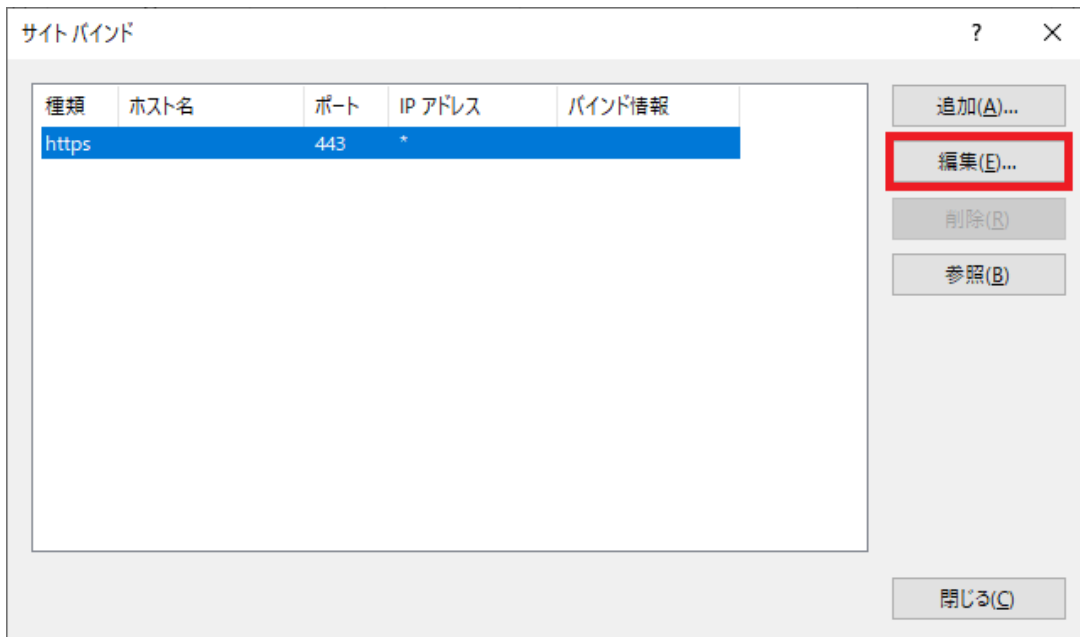 サイト バインド ?
種類 ホスト名 ポート IP アドレス バインド情報
https 443 *
追加(A)...
編集(E)...
削除(R)
参照(B)
閉じる(C)